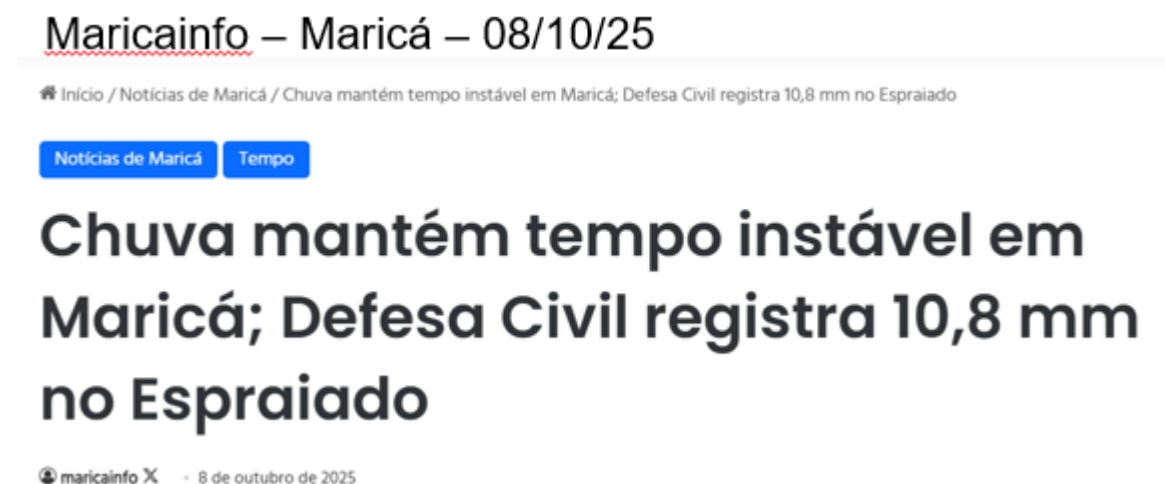 Maricainfo – Maricá – 08/10/25
Início / Notícias de Maricá / Chuva mantém tempo instável em Maricá; Defesa Civil registra 10,8 mm no Espraiado
Notícias de Maricá Tempo
Chuva mantém tempo instável em
Maricá; Defesa Civil registra 10,8 mm
no Espraiado
maricainfo X · 8 de outubro de 2025